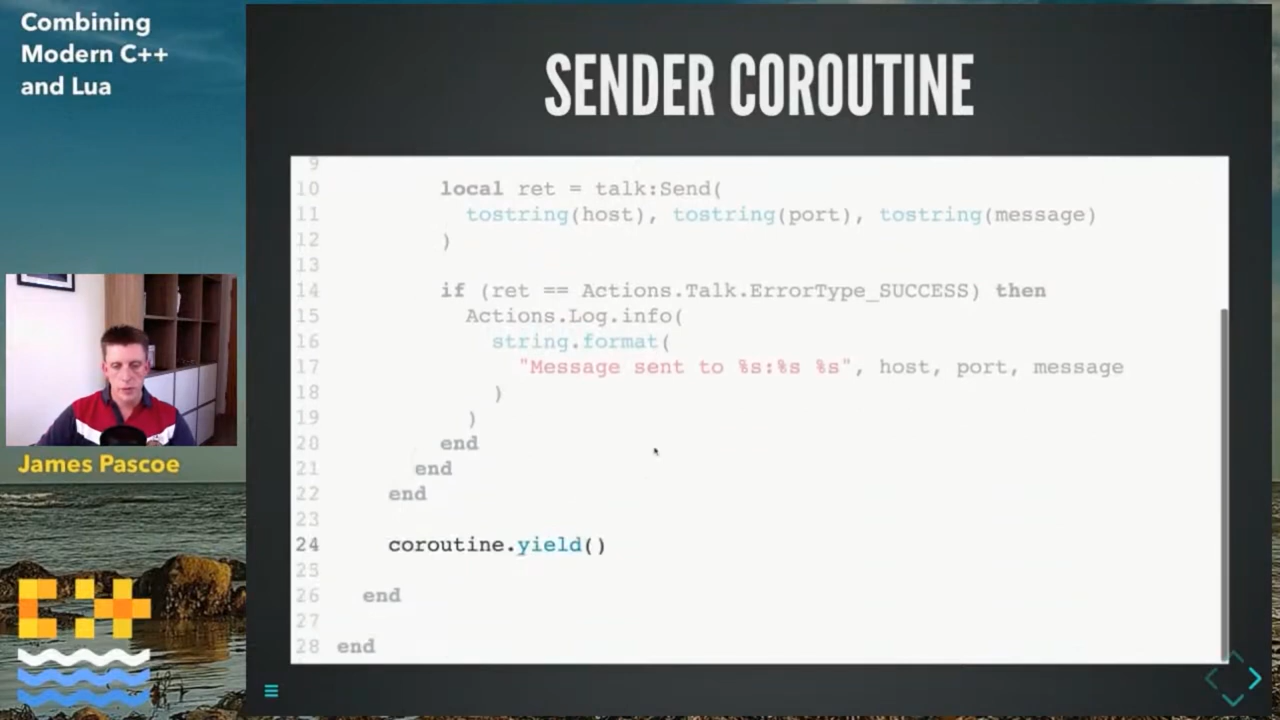 Combining
Modern C++
and Lua
SENDER COROUTINE
9
10 local ret = talk:Send(
11 tostring(host), tostring(port), tostring(message)
12 )
13
14 if (ret == Actions.Talk.ErrorType_SUCCESS) then
15 Actions.Log.info(
16 string.format(
17 "Message sent to %s:%s %s", host, port, message
18 )
19 )
20 end
21 end
22 end
23
24 coroutine.yield()
25
26 end
27
28 end
James Pascoe
C++